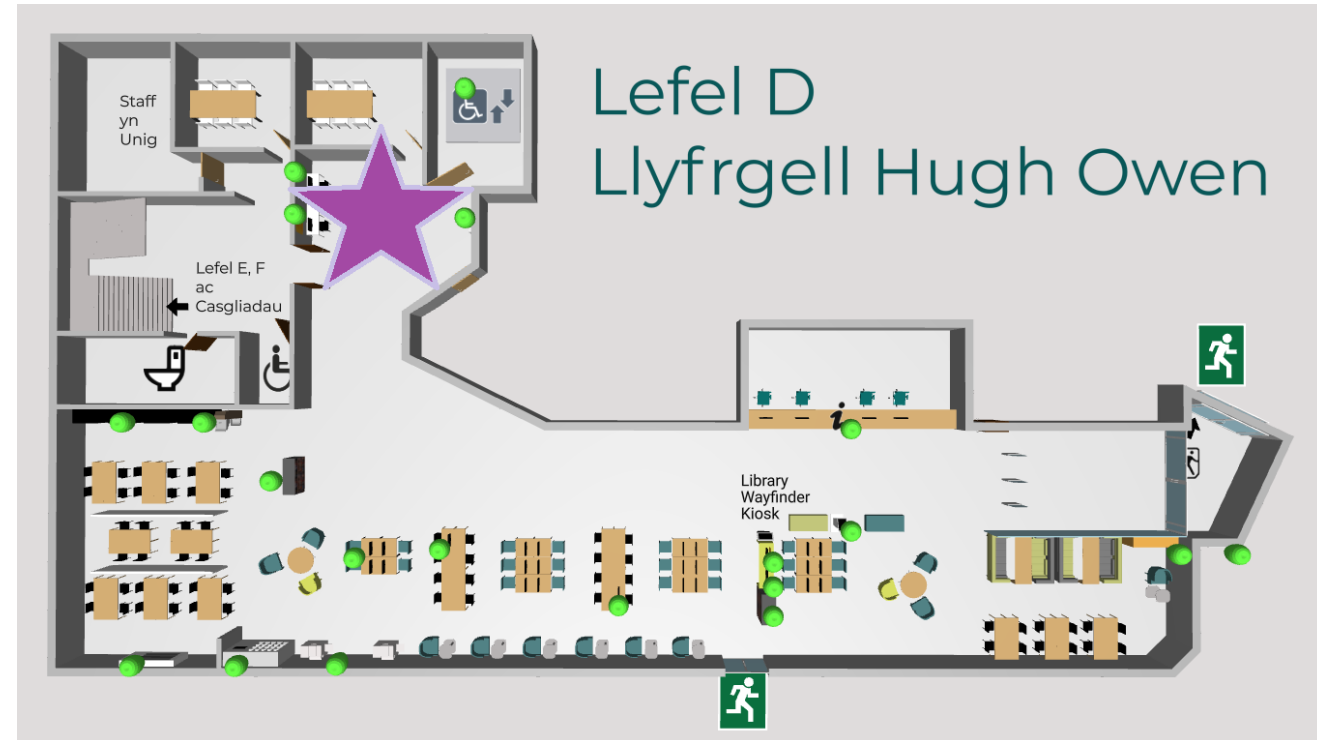 Lefel D
Llyfrgell Hugh Owen
Staff
yn
Unig
Lefel E, F
ac
Casgliadau
Library
Wayfinder
Kiosk
i